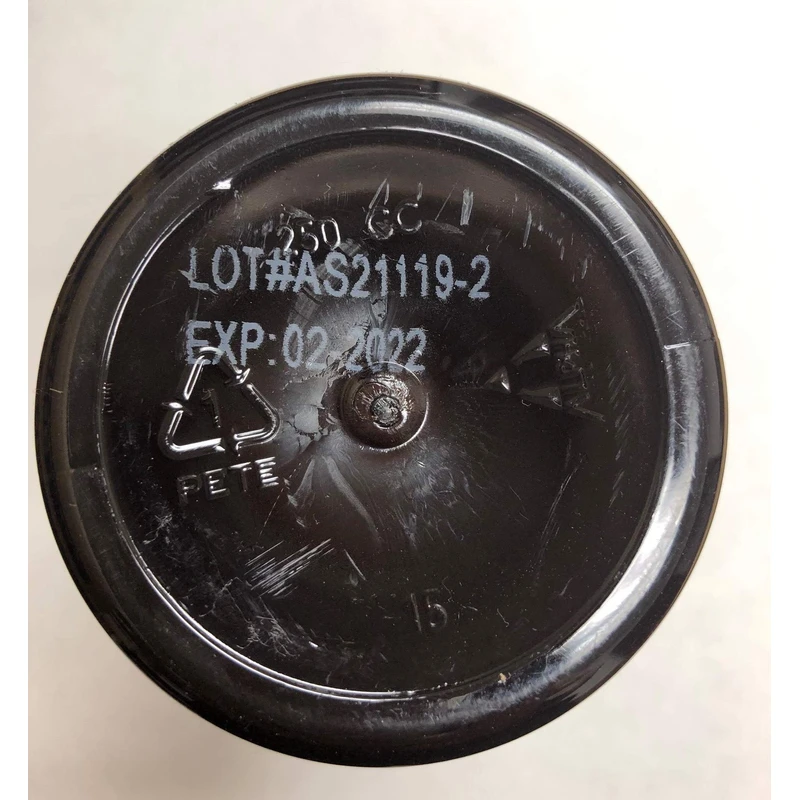 250 CC
LOT#AS21119-2
EXP: 02-2022
1
PETE
15